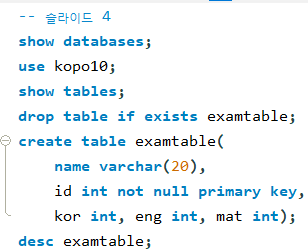 -- 슬라이드 4
show databases;
use kopo10;
show tables;
drop table if exists examtable;
create table examtable(
name varchar(20),
id int not null primary key,
kor int, eng int, mat int);
desc examtable;